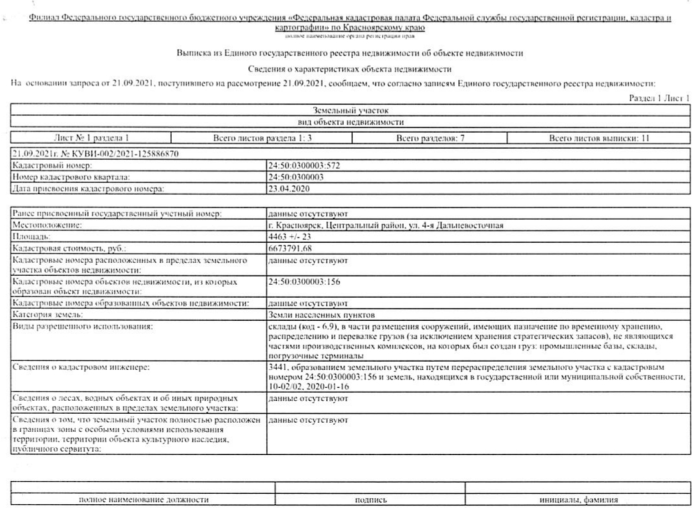 Филиал Федерального государственного бюджетного учреждения «Федеральная кадастровая палата Федеральной службы государственной регистрации, кадастра и
картографии» по Красноярскому краю
полное наименование органа регистрации прав
Выписка из Единого государственного реестра недвижимости об объекте недвижимости
Сведения о характеристиках объекта недвижимости
На основании запроса от 21.09.2021, поступившего на рассмотрение 21.09.2021, сообщаем, что согласно записям Единого государственного реестра недвижимости:
Раздел 1 Лист 1
Земельный участок
вид объекта недвижимости
Лист № 1 раздела 1 Всего листов раздела 1: 3 Всего разделов: 7 Всего листов выписки: 11
21.09.2021г. № КУВИ-002/2021-125886870
Кадастровый номер: 24:50:0300003:572
Номер кадастрового квартала: 24:50:0300003
Дата присвоения кадастрового номера: 23.04.2020
Ранее присвоенный государственный учетный номер: данные отсутствуют
Местоположение: г. Красноярск, Центральный район, ул. 4-я Дальневосточная
Площадь: 4463 +/- 23
Кадастровая стоимость, руб.: 6673791,68
Кадастровые номера расположенных в пределах земельного данные отсутствуют
участка объектов недвижимости:
Кадастровые номера объектов недвижимости, из которых 24:50:0300003:156
образован объект недвижимости:
Кадастровые номера образованных объектов недвижимости: данные отсутствуют
Категория земель: Земли населенных пунктов
Виды разрешенного использования: склады (код - 6.9), в части размещения сооружений, имеющих назначение по временному хранению,
распределению и перевалке грузов (за исключением хранения стратегических запасов), не являющихся
частями производственных комплексов, на которых был создан груз: промышленные базы, склады,
погрузочные терминалы
Сведения о кадастровом инженере: 3441, образованием земельного участка путем перераспределения земельного участка с кадастровым
номером 24:50:0300003:156 и земель, находящихся в государственной или муниципальной собственности,
10-02/02, 2020-01-16
Сведения о лесах, водных объектах и об иных природных данные отсутствуют
объектах, расположенных в пределах земельного участка:
Сведения о том, что земельный участок полностью расположен данные отсутствуют
в границах зоны с особыми условиями использования
территории, территории объекта культурного наследия,
публичного сервитута:
полное наименование должности подпись инициалы, фамилия